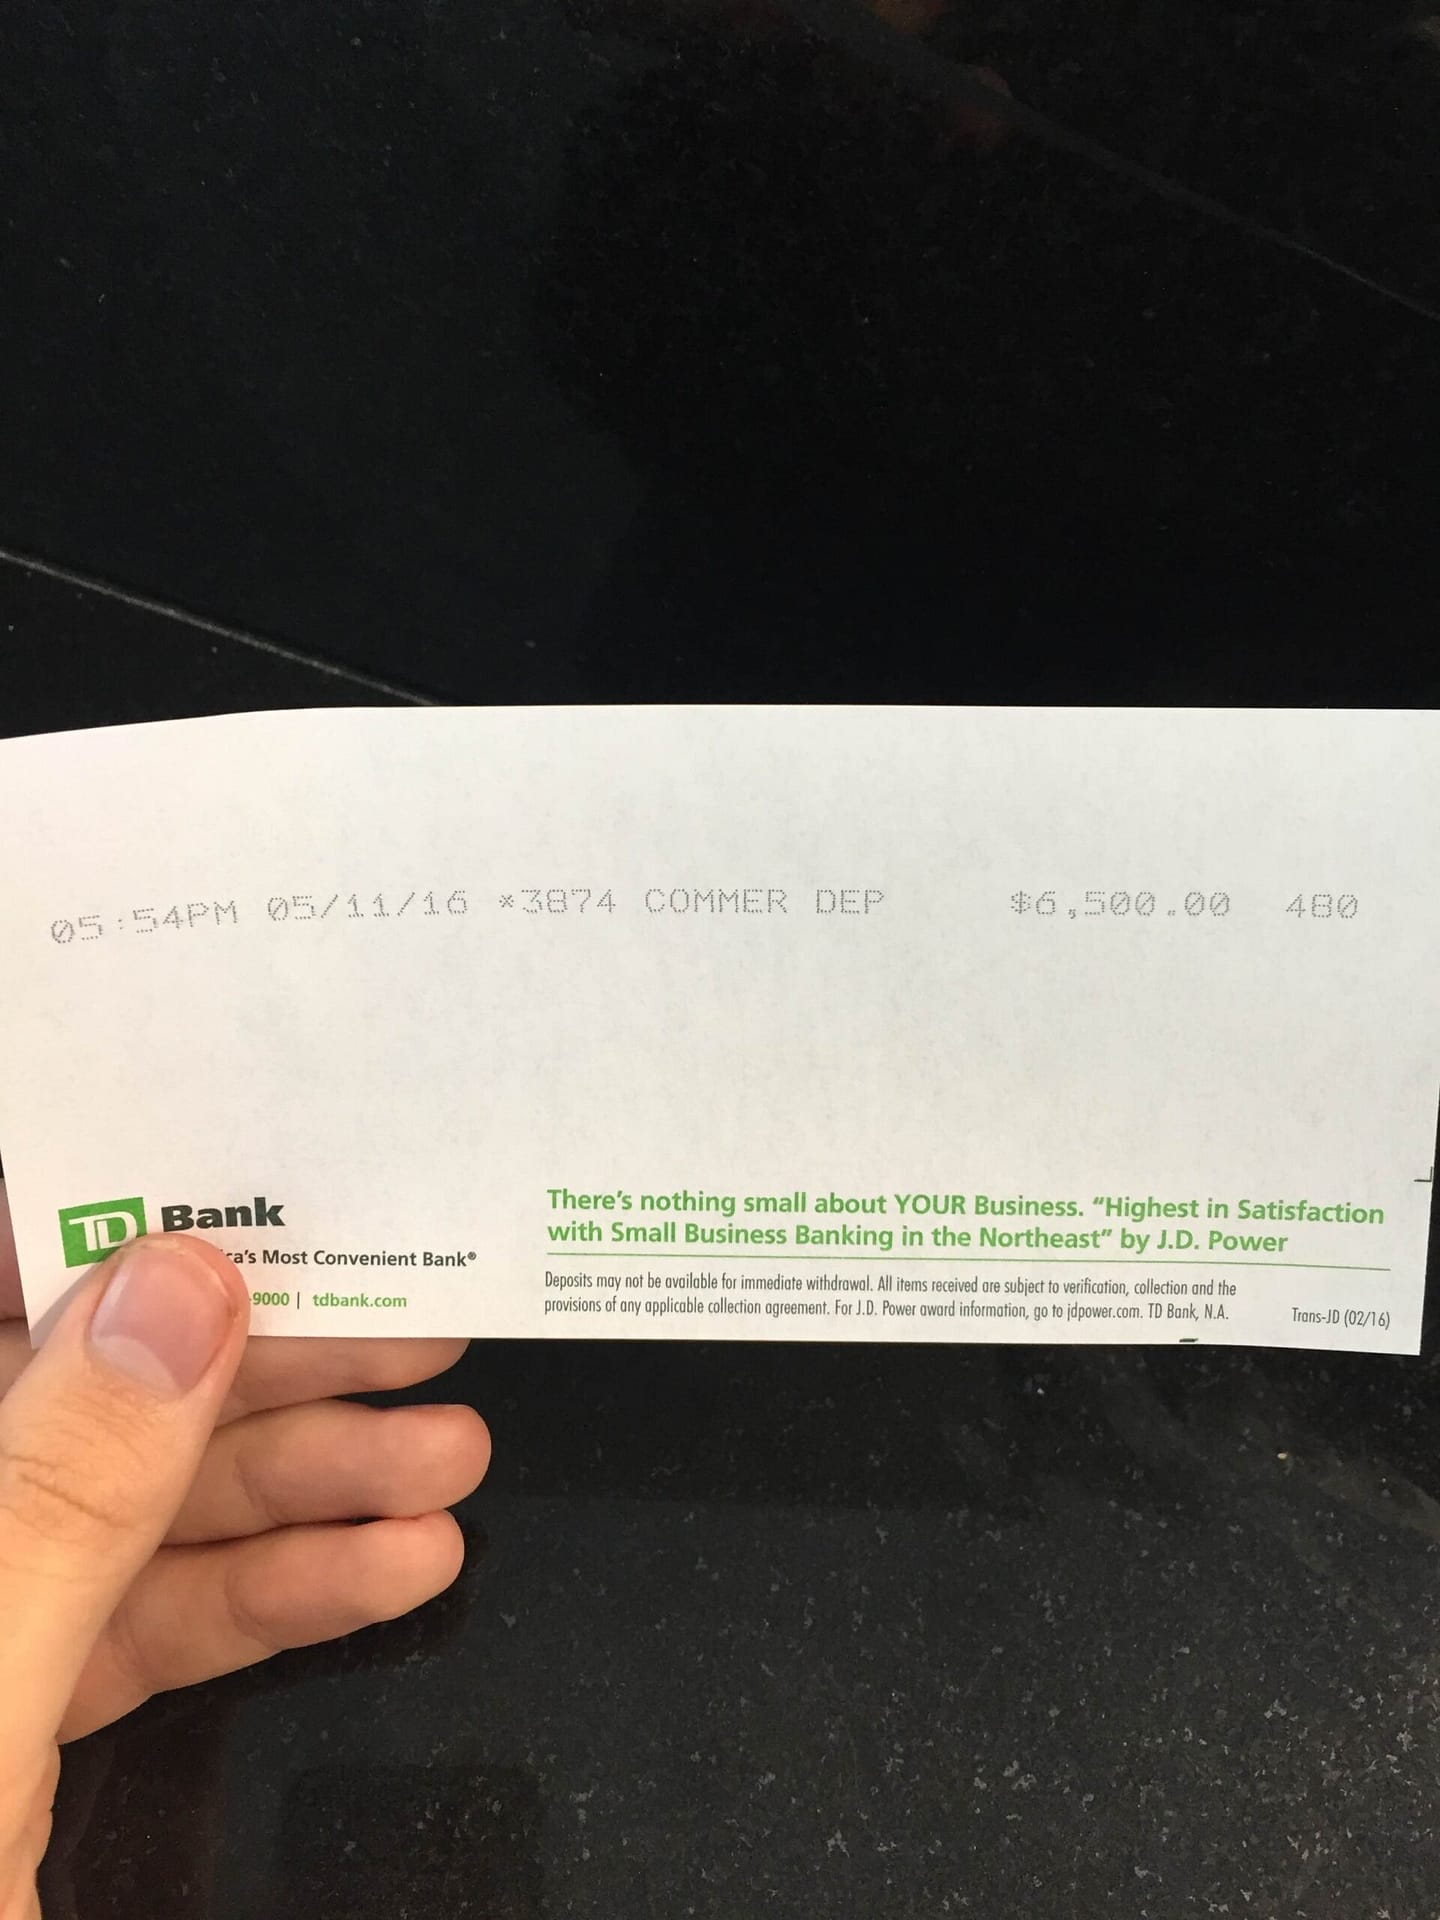 05:54PM 05/11/16 *3874 COMMER DEP $6,500.00 480
TD Bank
ca's Most Convenient Bank®
-9000 | tdbank.com
There's nothing small about YOUR Business. "Highest in Satisfaction
with Small Business Banking in the Northeast" by J.D. Power
Deposits may not be available for immediate withdrawal. All items received are subject to verification, collection and the
provisions of any applicable collection agreement. For J.D. Power award information, go to jdpower.com. TD Bank, N.A.
Trans-JD (02/16)